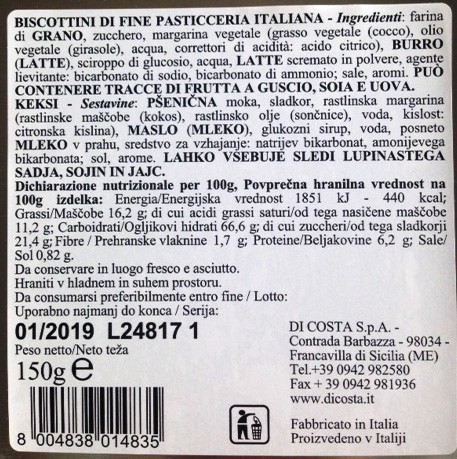 BISCOTTINI DI FINE PASTICCERIA ITALIANA - Ingredienti: farina
di GRANO, zucchero, margarina vegetale (grasso vegetale (cocco), olio
vegetale (girasole), acqua, correttori di acidità: acido citrico), BURRO
(LATTE), sciroppo di glucosio, acqua, LATTE scremato in polvere, agente
lievitante: bicarbonato di sodio, bicarbonato di ammonio; sale, aromi. PUÒ
CONTENERE TRACCE DI FRUTTA A GUSCIO, SOIA E UOVA.
KEKSI - Sestavine: PŠENIČNA moka, sladkor, rastlinska margarina
(rastlinske maščobe (kokos), rastlinsko olje (sončnice), voda, kislost:
citronska kislina), MASLO (MLEKO), glukozni sirup, voda, posneto
MLEKO v prahu, sredstvo za vzhajanje: natrijev bikarbonat, amonijevega
bikarbonata; sol, arome. LAHKO VSEBUJE SLEDI LUPINASTEGA
SADJA, SOJIN IN JAJC.
Dichiarazione nutrizionale per 100g, Povprečna hranilna vrednost na
100g izdelka: Energia/Energijska vrednost 1851 kJ - 440 kcal;
Grassi/Maščobe 16,2 g; di cui acidi grassi saturi/od tega nasičene maščobe
11,2 g; Carboidrati/Ogljikovi hidrati 66,6 g; di cui zuccheri/od tega sladkorji
21,4 g; Fibre / Prehranske vlaknine 1,7 g; Proteine/Beljakovine 6,2 g; Sale/
Sol 0,82 g.
Da conservare in luogo fresco e asciutto.
Hraniti v hladnem in suhem prostoru.
Da consumarsi preferibilmente entro fine / Lotto:
Uporabno najmanj do konca / Serija:
01/2019 L24817 1
Peso netto/Neto teža
150g e
8 004838 014835
DI COSTA S.p.A. -
Contrada Barbazza - 98034 -
Francavilla di Sicilia (ME)
Tel.+39 0942 982580
Fax + 39 0942 981936
www.dicosta.it
Fabbricato in Italia
Proizvedeno v Italiji